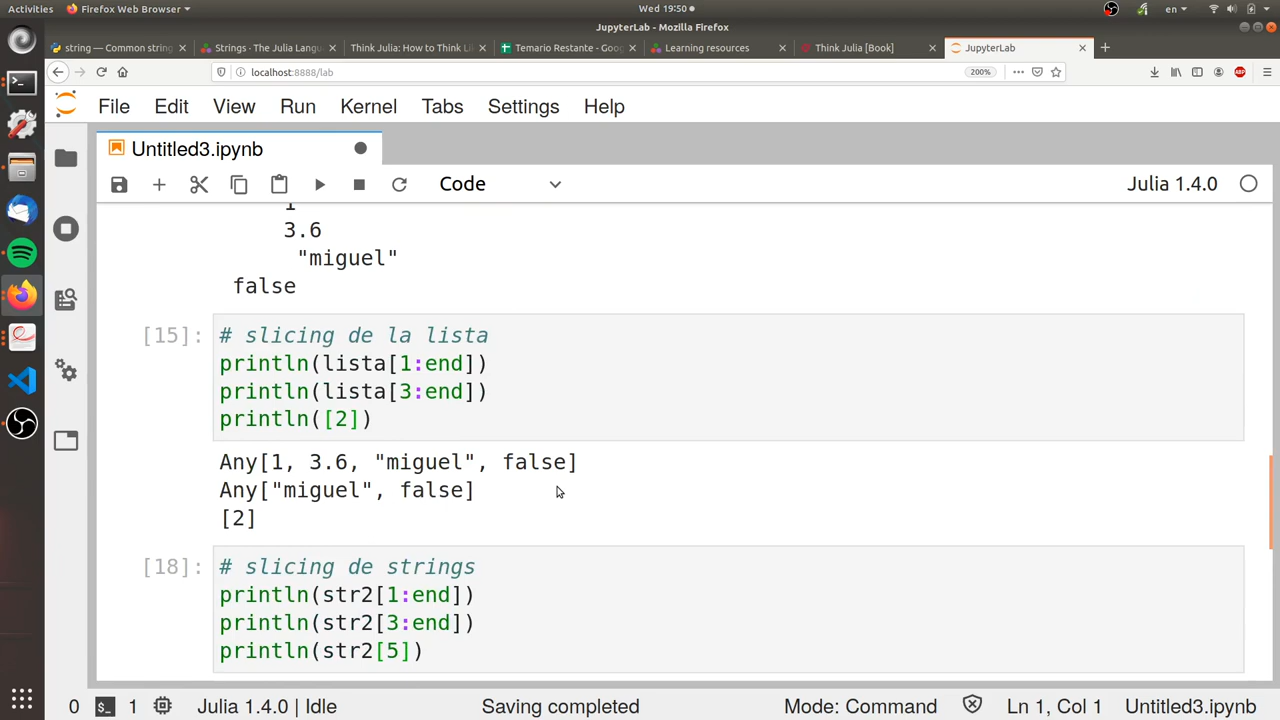 Activities Firefox Web Browser Wed 19:50 en
JupyterLab - Mozilla Firefox
string — Common string Strings · The Julia Langu Think Julia: How to Think Li Temario Restante - Goog Learning resources Think Julia [Book] JupyterLab
localhost:8888/lab 200% ABP
File Edit View Run Kernel Tabs Settings Help
Untitled3.ipynb
Code Julia 1.4.0
3.6
"miguel"
false
[15]: # slicing de la lista
println(lista[1:end])
println(lista[3:end])
println([2])
Any[1, 3.6, "miguel", false]
Any["miguel", false]
[2]
[18]: # slicing de strings
println(str2[1:end])
println(str2[3:end])
println(str2[5])
0 1 Julia 1.4.0 | Idle Saving completed Mode: Command Ln 1, Col 1 Untitled3.ipynb